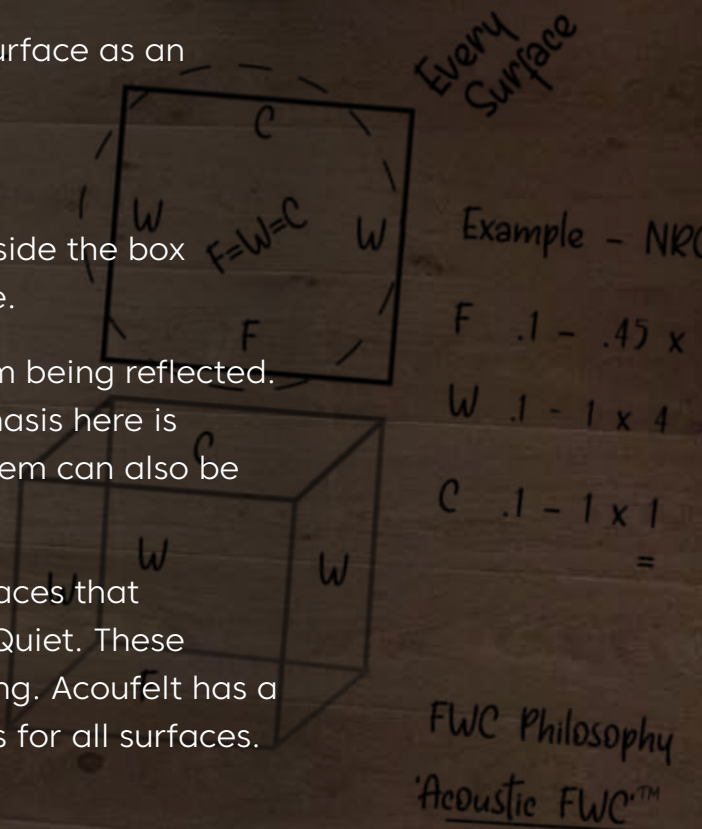 urface as an
side the box
e.
n being reflected.
nasis here is
em can also be
aces that
Quiet. These
ng. Acoufelt has a
s for all surfaces.
Every
Surface
C
W
F=W=C
W
F
C
W
W
W
F
Example - NRC
F .1 - .45 x
W .1 - 1 x 4
C .1 - 1 x 1
=
FWC Philosophy
'Acoustic FWC'™